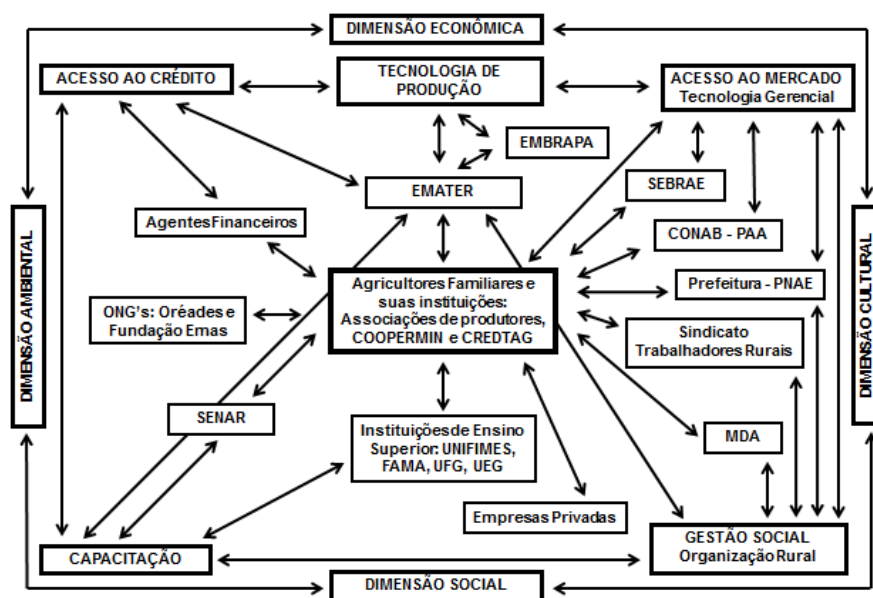 DIMENSÃO ECONÔMICA
ACESSO AO CRÉDITO
TECNOLOGIA DE
PRODUÇÃO
ACESSO AO MERCADO
Tecnologia Gerencial
EMBRAPA
EMATER
SEBRAE
Agentes Financeiros
CONAB - PAA
DIMENSÃO AMBIENTAL
DIMENSÃO CULTURAL
Agricultores Familiares e
suas instituições:
Associações de produtores,
COOPERMIN e CREDTAG
Prefeitura - PNAE
ONG's: Oréades e
Fundação Emas
Sindicato
Trabalhadores Rurais
SENAR
Instituições de Ensino
Superior: UNIFIMES,
FAMA, UFG, UEG
MDA
Empresas Privadas
CAPACITAÇÃO
GESTÃO SOCIAL
Organização Rural
DIMENSÃO SOCIAL